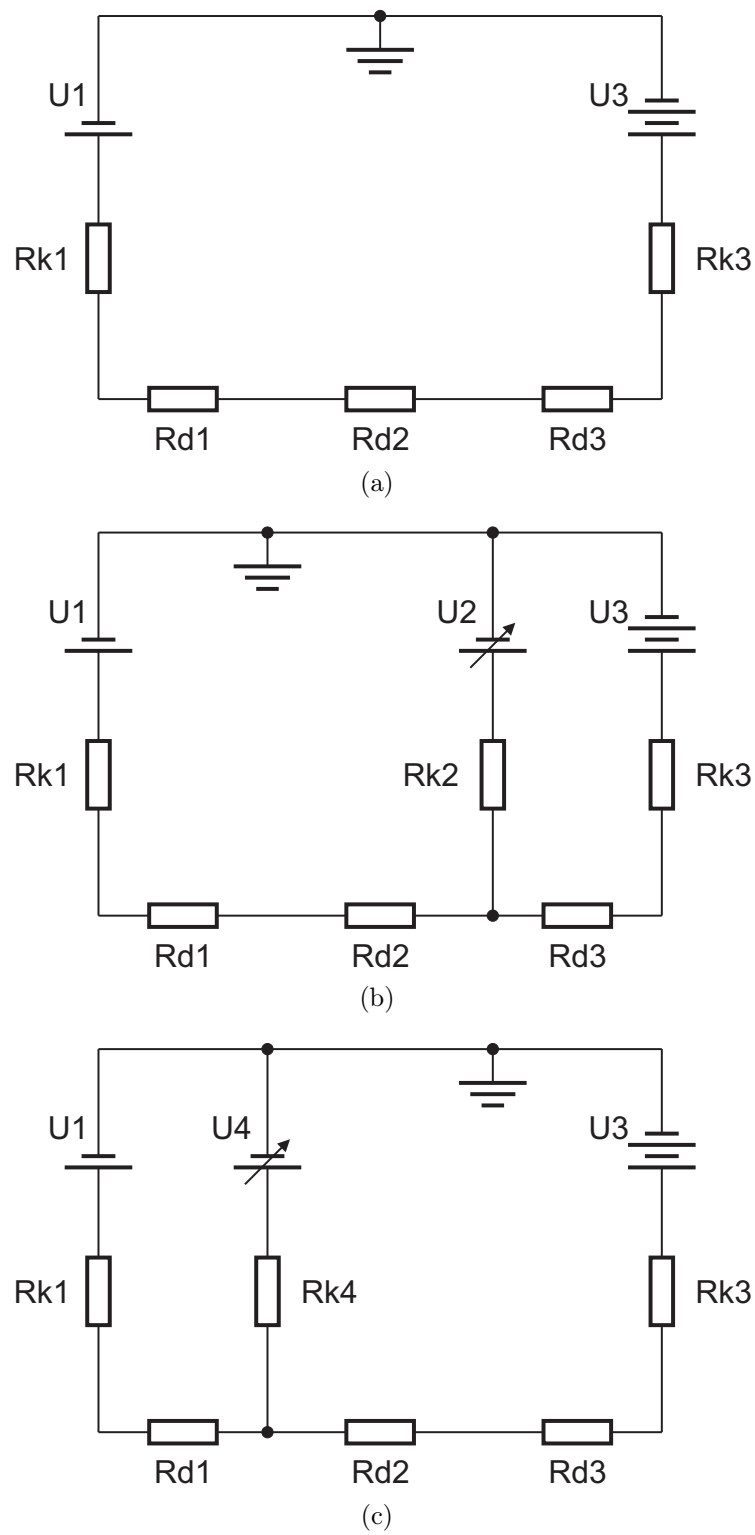 U1
U3
Rk1
Rk3
Rd1 Rd2 Rd3
(a)
U1 U2 U3
Rk1 Rk2 Rk3
Rd1 Rd2 Rd3
(b)
U1 U4 U3
Rk1 Rk4 Rk3
Rd1 Rd2 Rd3
(c)